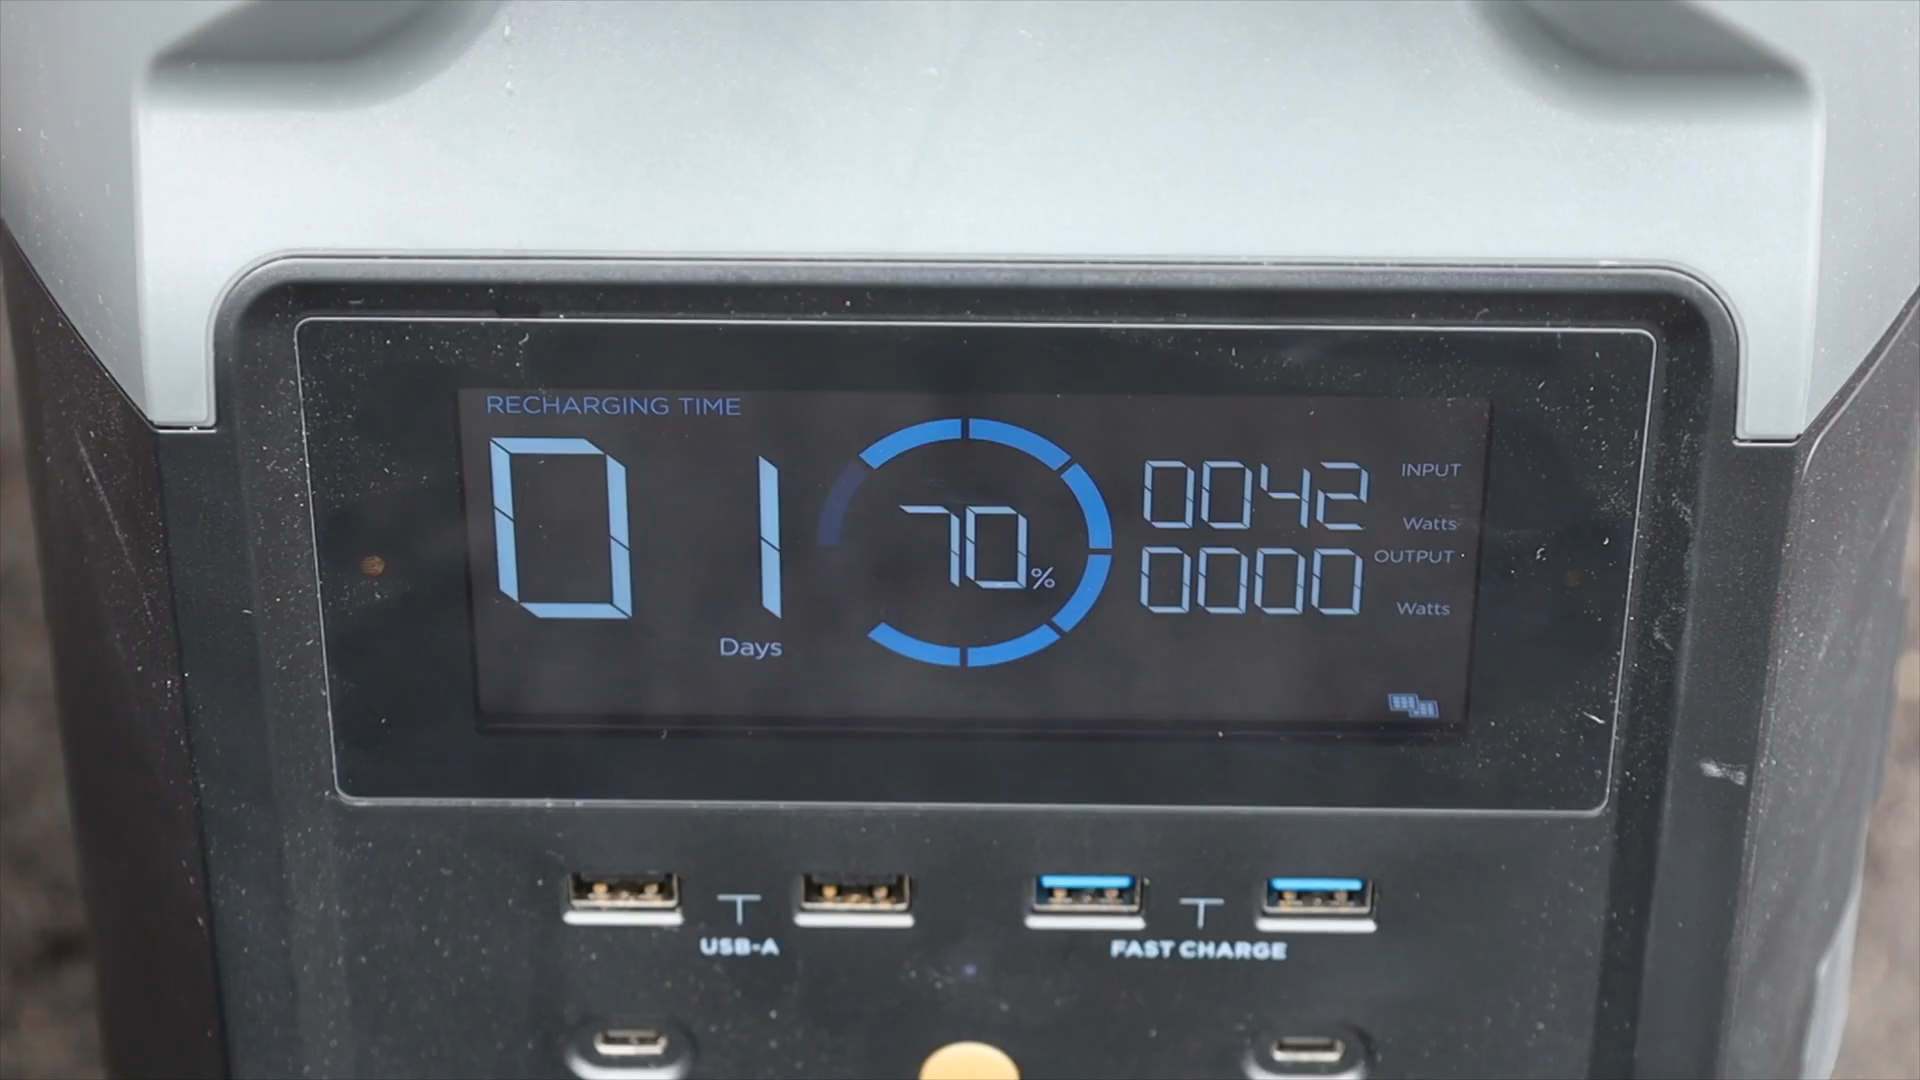 RECHARGING TIME
01
Days
70%
0042 INPUT
Watts
0000 OUTPUT
Watts
USB-A
FAST CHARGE